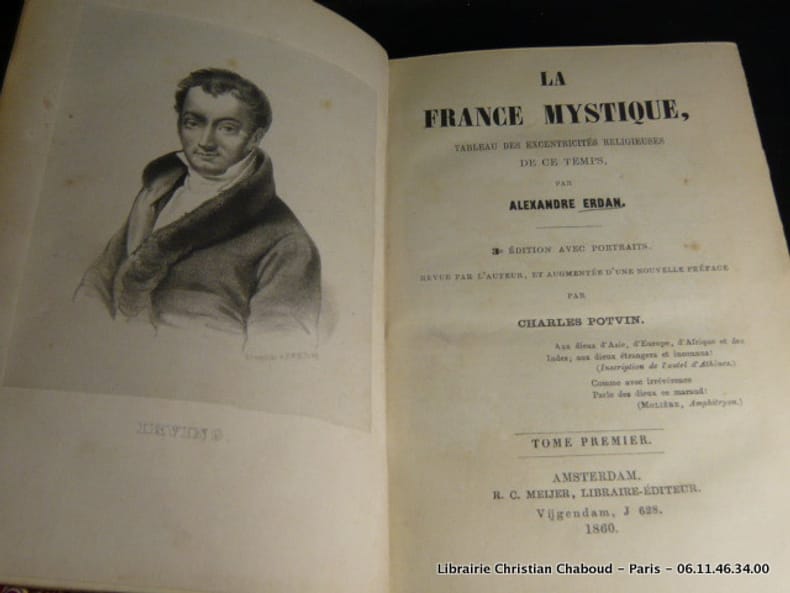 IRVING.
LA
FRANCE MYSTIQUE,
TABLEAU DES EXCENTRICITÉS RELIGIEUSES
DE CE TEMPS,
PAR
ALEXANDRE ERDAN.
3e ÉDITION AVEC PORTRAITS.
REVUE PAR L'AUTEUR, ET AUGMENTÉE D'UNE NOUVELLE PRÉFACE
PAR
CHARLES POTVIN.
Aux dieux d'Asie, d'Europe, d'Afrique et des
Indes; aux dieux étrangers et inconnus!
(Inscription de l'autel d'Athènes.)
Comme avec irrévérence
Parle des dieux ce maraud!
(MOLIÈRE, Amphitryon.)
TOME PREMIER.
AMSTERDAM.
R. C. MEIJER, LIBRAIRE-ÉDITEUR.
Vijgendam, J 628.
1860.
Librairie Christian Chaboud - Paris - 06.11.46.34.00